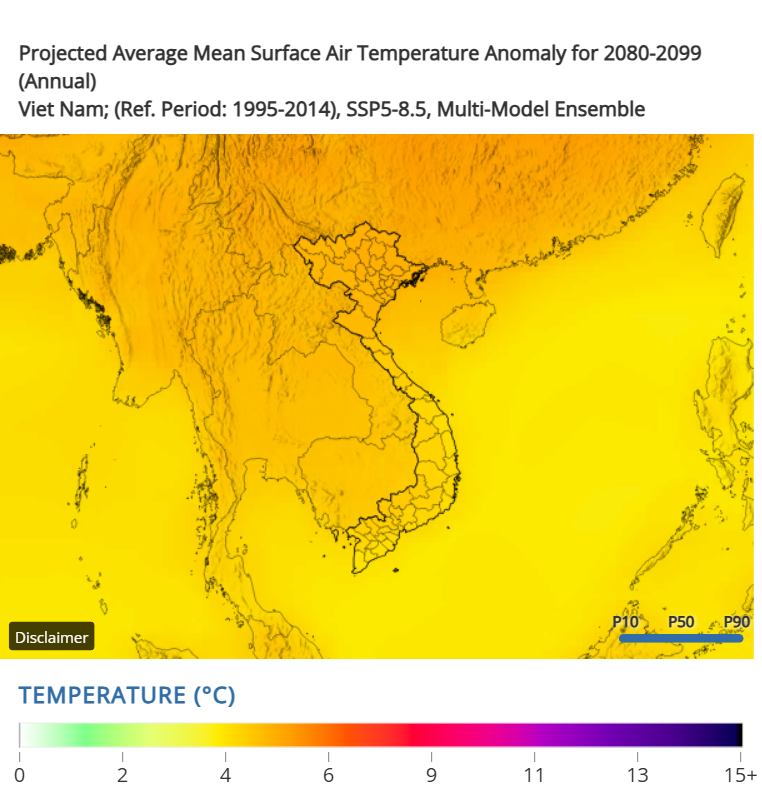 Projected Average Mean Surface Air Temperature Anomaly for 2080-2099
(Annual)
Viet Nam; (Ref. Period: 1995-2014), SSP5-8.5, Multi-Model Ensemble
P10 P50 P90
Disclaimer
TEMPERATURE (°C)
0 2 4 6 9 11 13 15+